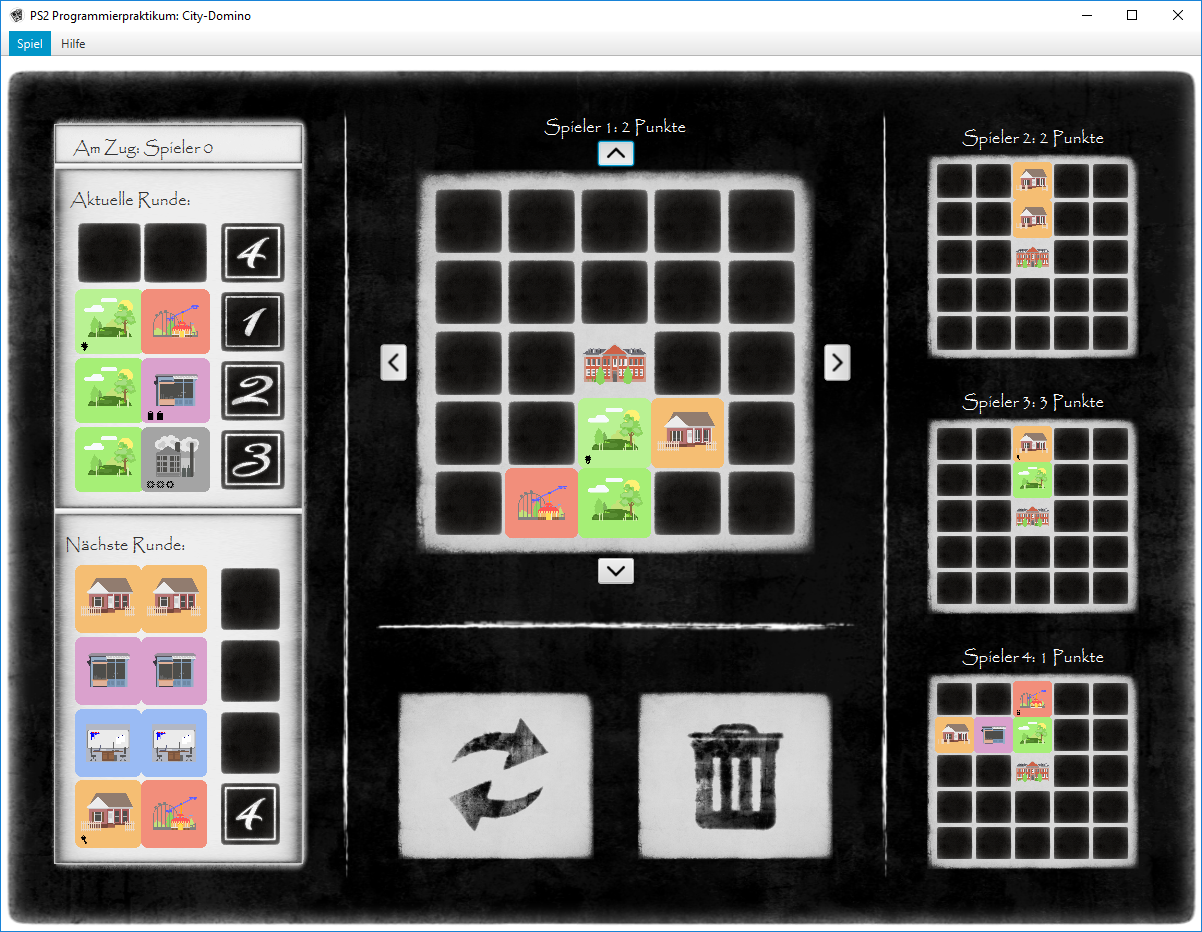 PS2 Programmierpraktikum: City-Domino
Spiel Hilfe
Am Zug: Spieler 0
Aktuelle Runde:
4
1
2
3
Nächste Runde:
4
Spieler 1: 2 Punkte
Spieler 2: 2 Punkte
Spieler 3: 3 Punkte
Spieler 4: 1 Punkte